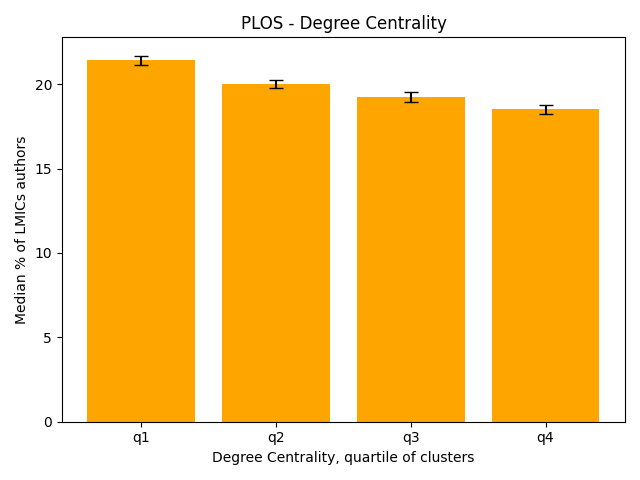 PLOS - Degree Centrality
Median % of LMICs authors
20
15
10
5
0
q1 q2 q3 q4
Degree Centrality, quartile of clusters